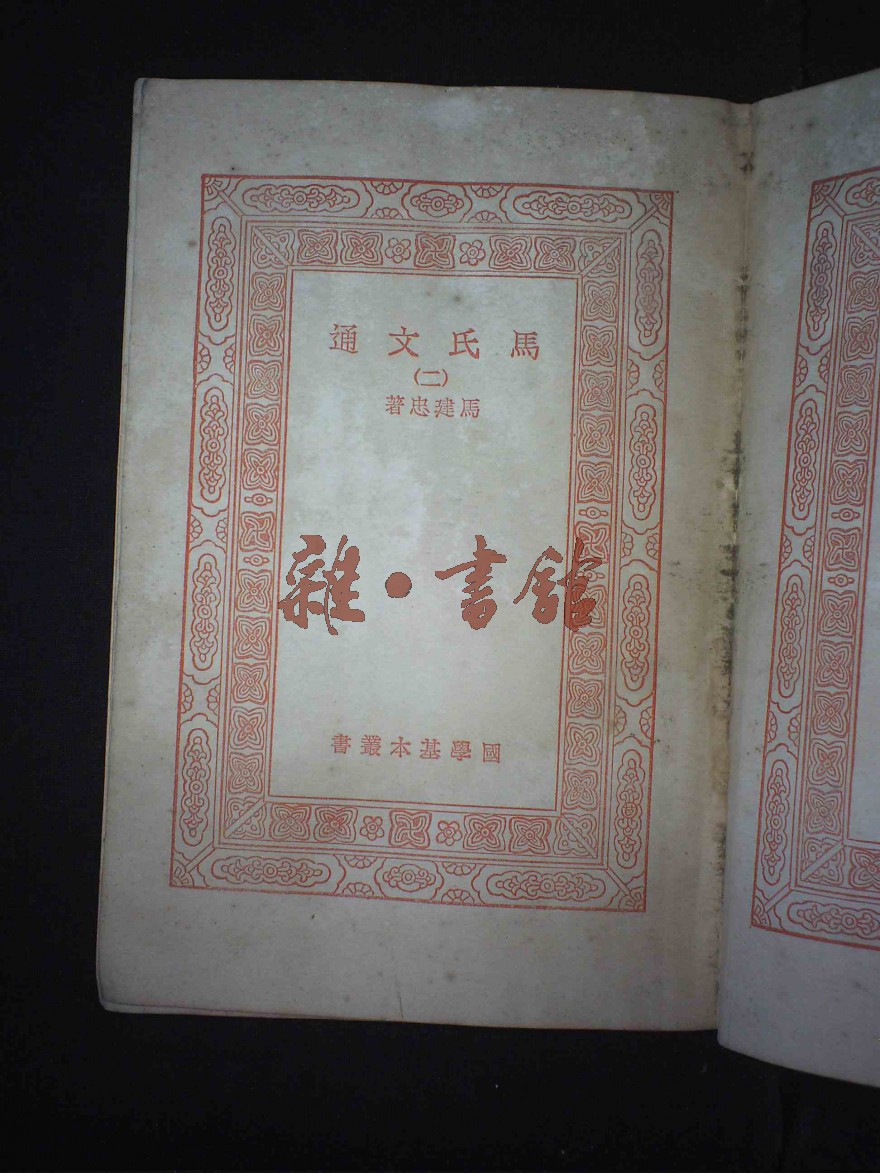 馬氏文通
(二)
馬建忠著
雜·書館
國學基本叢書